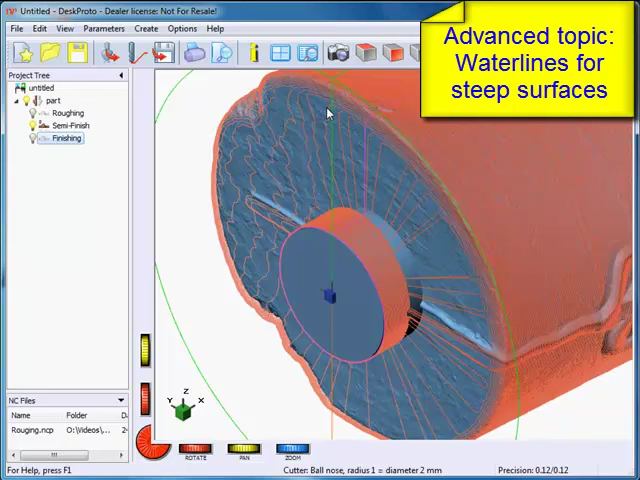 Untitled - DeskProto - Dealer license: Not For Resale!
File Edit View Parameters Create Options Help
Advanced topic:
Waterlines for
steep surfaces
Project Tree
untitled
part
Roughing
Semi-Finish
Finishing
Z
Y X
NC Files
Name Folder D
Rouging.ncp O:\Videos\... 2
ROTATE PAN ZOOM
For Help, press F1 Cutter: Ball nose, radius 1 = diameter 2 mm Precision: 0.12/0.12